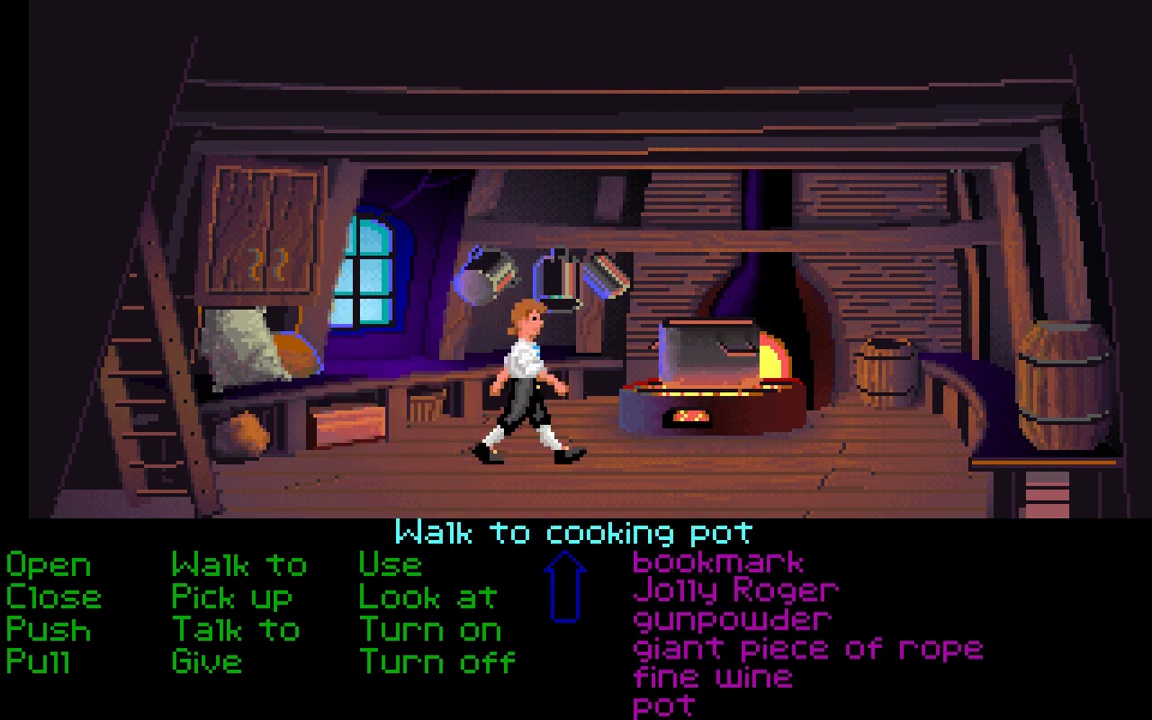 Walk to cooking pot
Open Walk to Use
Close Pick up Look at
Push Talk to Turn on
Pull Give Turn off
bookmark
Jolly Roger
gunpowder
giant piece of rope
fine wine
pot